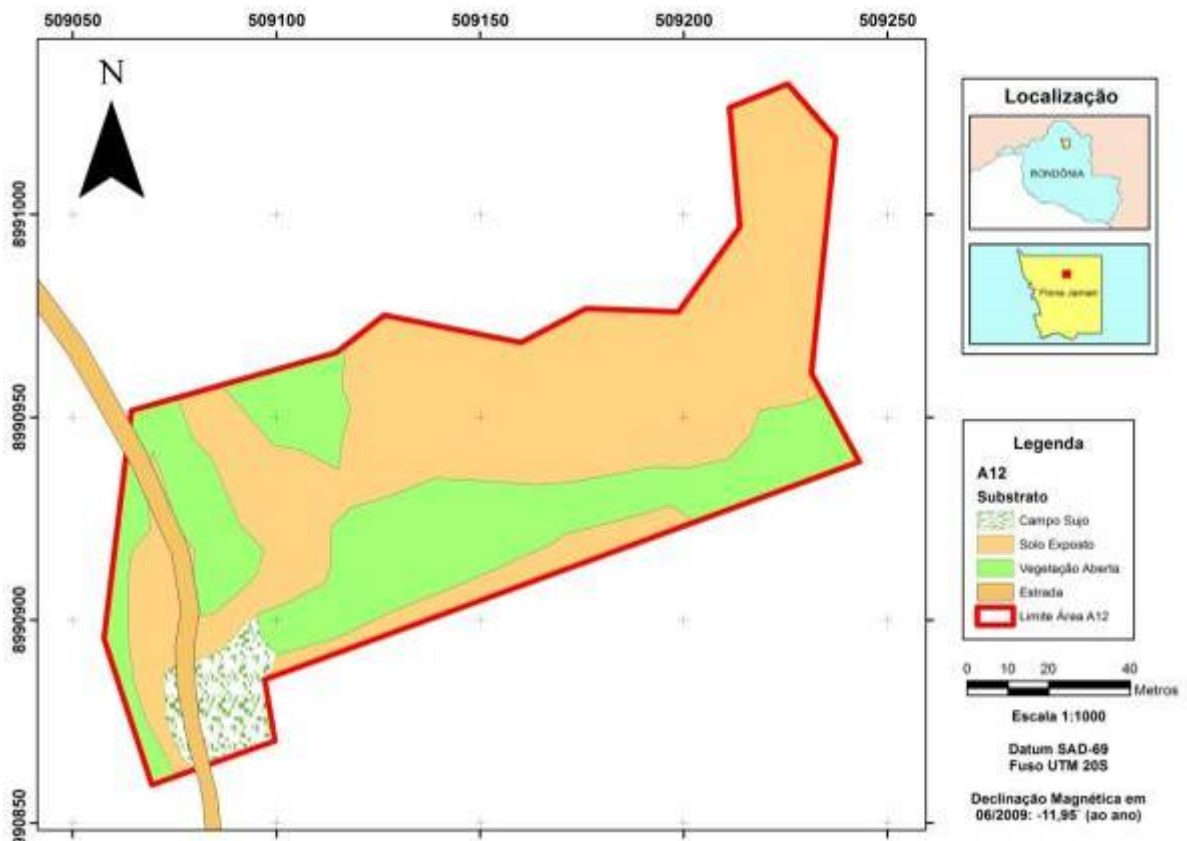 509050 509100 509150 509200 509250
N
8991000
8990950
8990900
Localização
RONDÔNIA
Flona Jamari
Legenda
A12
Substrato
Campo Sujo
Solo Exposto
Vegetação Aberta
Estrada
Limite Área A12
0 10 20 40
Metros
Escala 1:1000
Datum SAD-69
Fuso UTM 20S
Declinação Magnética em
06/2009: -11,95° (ao ano)